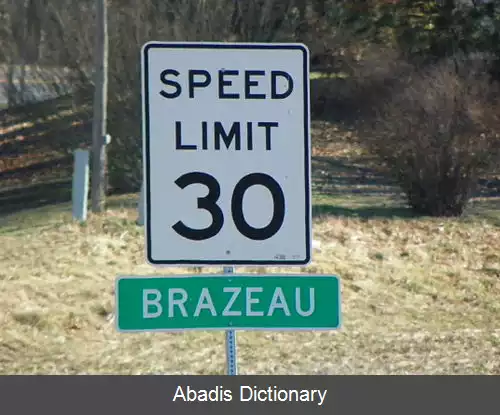 SPEED
LIMIT
30
BRAZEAU
Abadis Dictionary